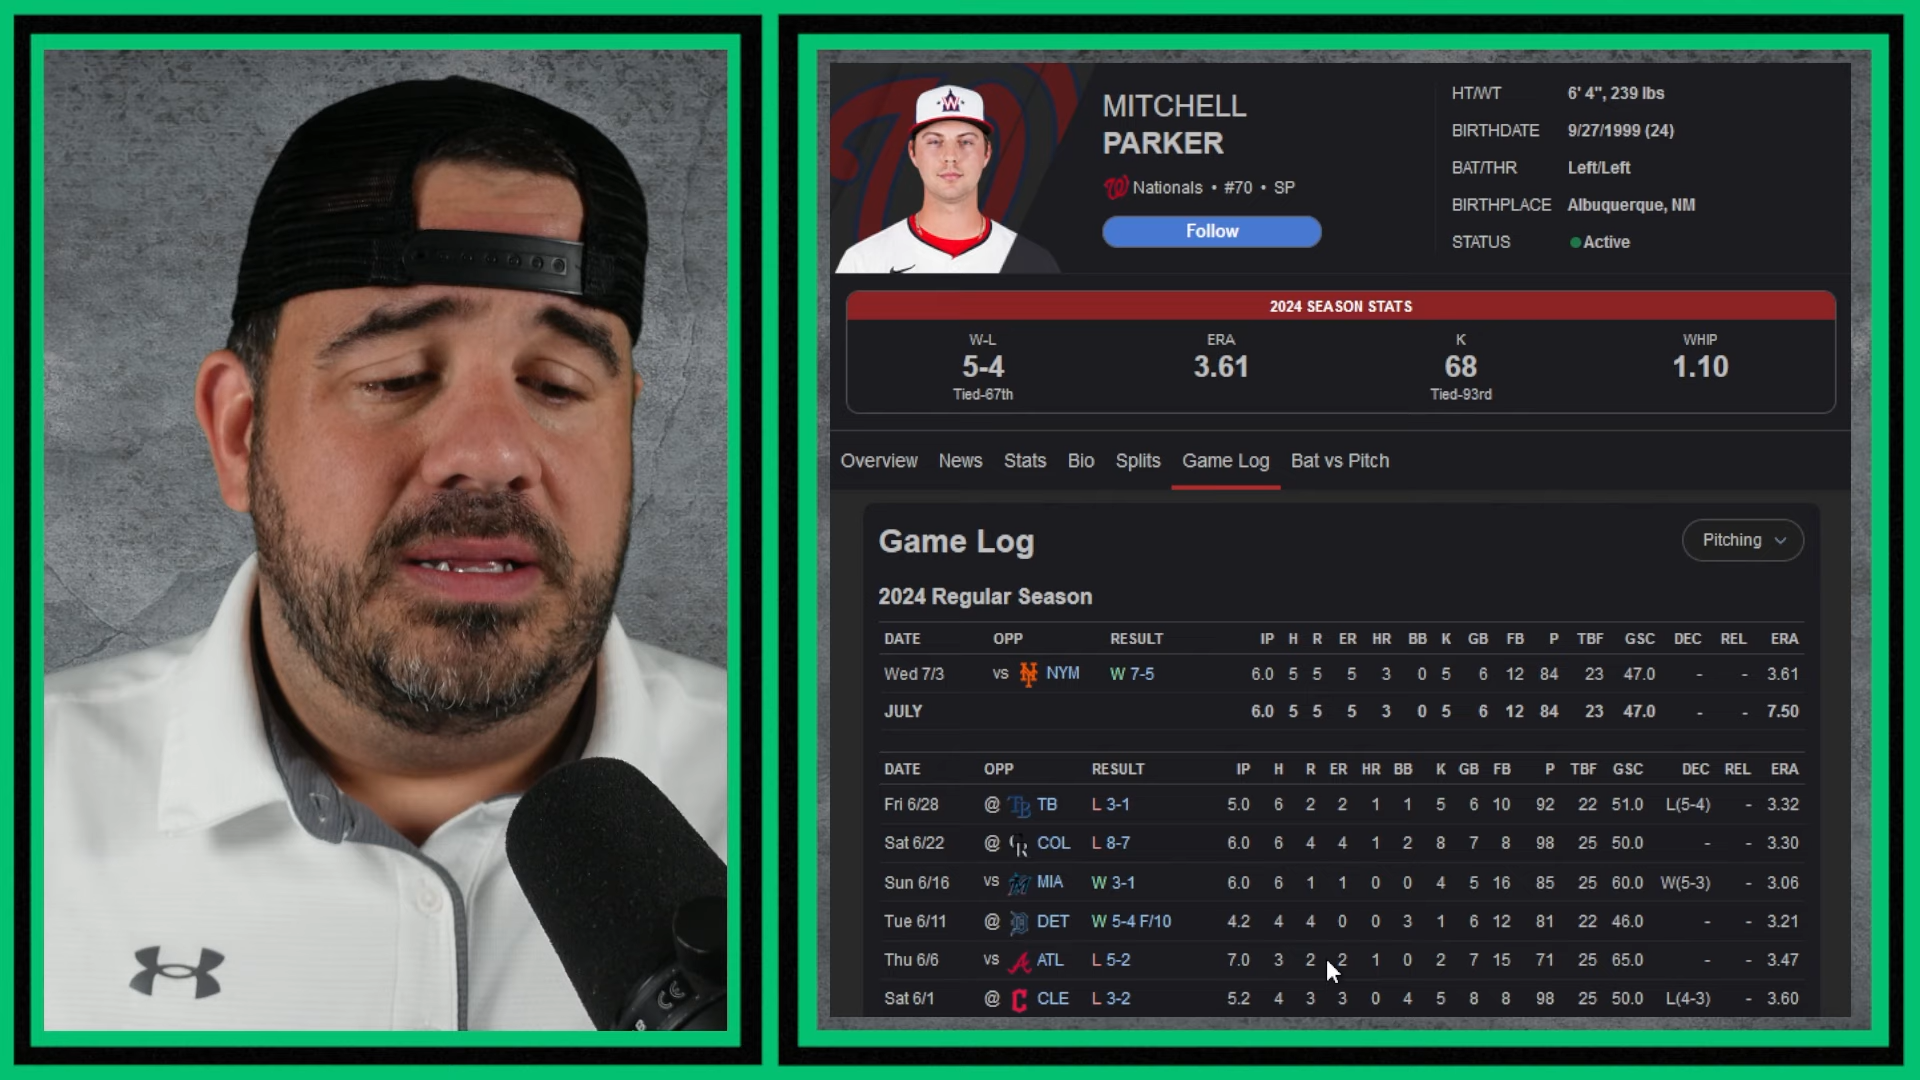 MITCHELL
PARKER
Nationals • #70 • SP
Follow
HT/WT 6' 4", 239 lbs
BIRTHDATE 9/27/1999 (24)
BAT/THR Left/Left
BIRTHPLACE Albuquerque, NM
STATUS Active
2024 SEASON STATS
W-L ERA K WHIP
5-4 3.61 68 1.10
Tied-67th Tied-93rd
Overview News Stats Bio Splits Game Log Bat vs Pitch
Game Log Pitching
2024 Regular Season
DATE OPP RESULT IP H R ER HR BB K GB FB P TBF GSC DEC REL ERA
Wed 7/3 vs NYM W 7-5 6.0 5 5 5 3 0 5 6 12 84 23 47.0 - - 3.61
JULY 6.0 5 5 5 3 0 5 6 12 84 23 47.0 - - 7.50
DATE OPP RESULT IP H R ER HR BB K GB FB P TBF GSC DEC REL ERA
Fri 6/28 @ TB L 3-1 5.0 6 2 2 1 1 5 6 10 92 22 51.0 L(5-4) - 3.32
Sat 6/22 @ COL L 8-7 6.0 6 4 4 1 2 8 7 8 98 25 50.0 - - 3.30
Sun 6/16 vs MIA W 3-1 6.0 6 1 1 0 0 4 5 16 85 25 60.0 W(5-3) - 3.06
Tue 6/11 @ DET W 5-4 F/10 4.2 4 4 0 0 3 1 6 12 81 22 46.0 - - 3.21
Thu 6/6 vs ATL L 5-2 7.0 3 2 2 1 0 2 7 15 71 25 65.0 - - 3.47
Sat 6/1 @ CLE L 3-2 5.2 4 3 3 0 4 5 8 8 98 25 50.0 L(4-3) - 3.60